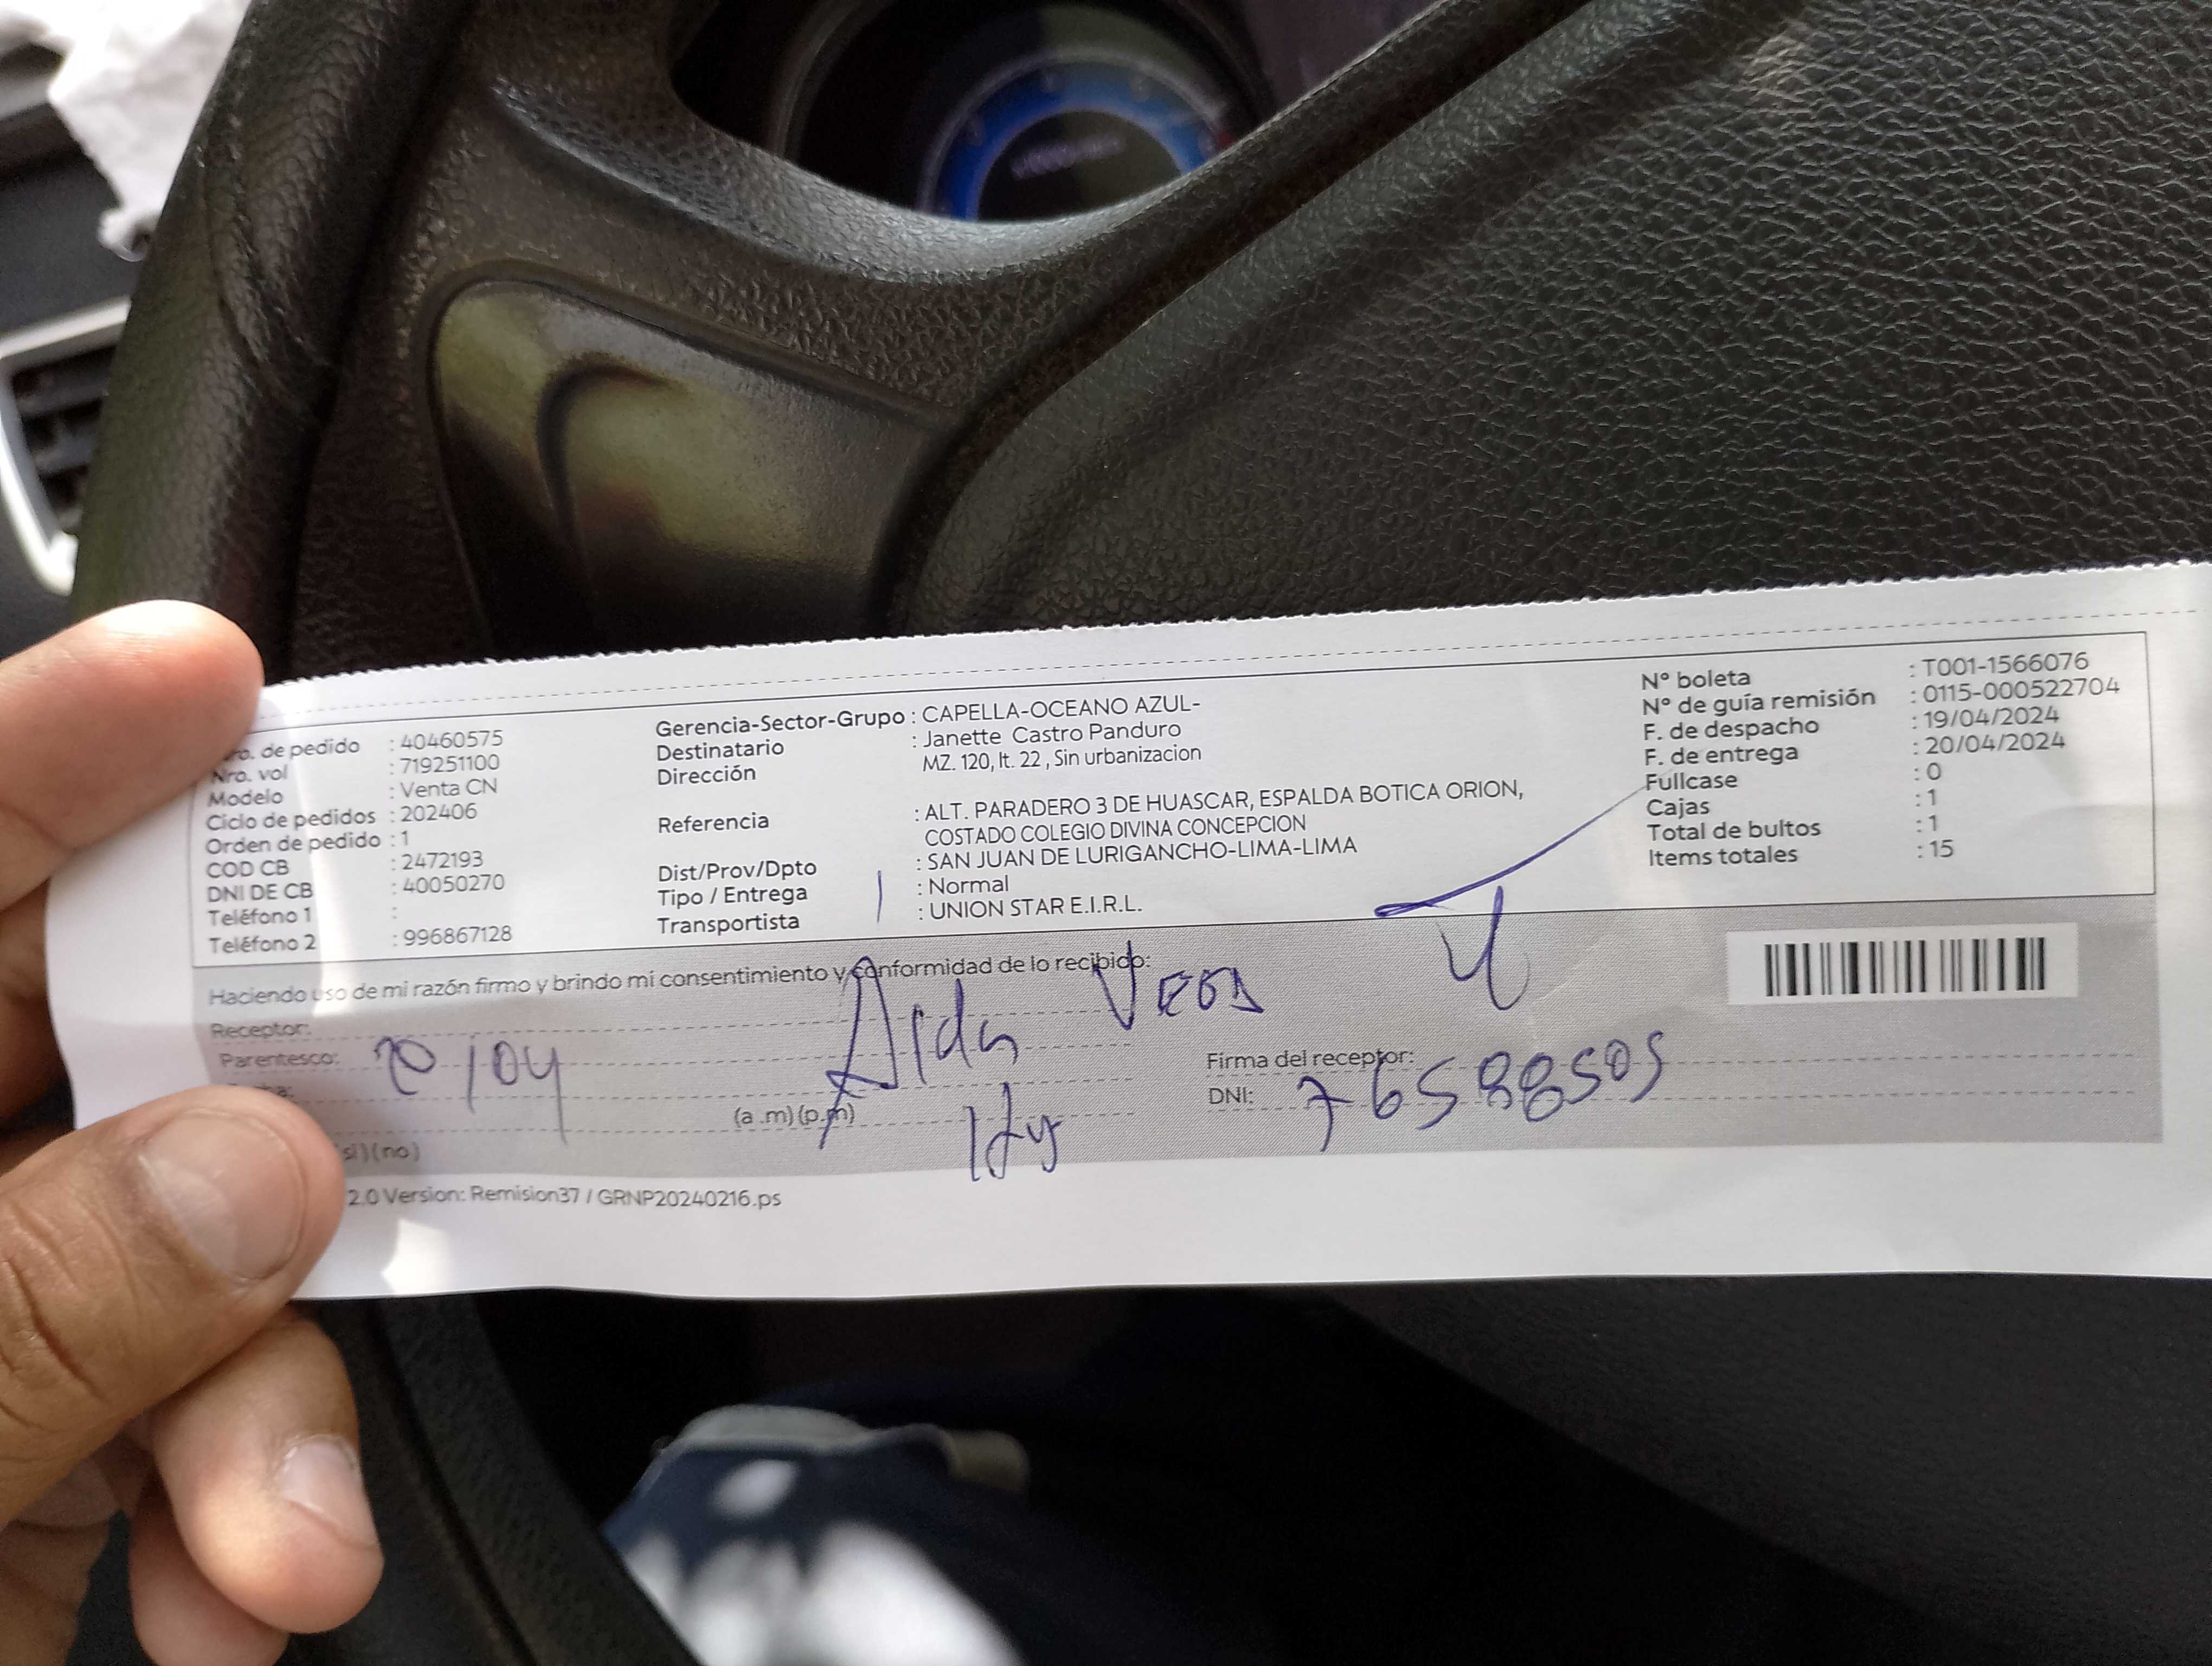 Nro. de pedido : 40460575
Nro. vol : 719251100
Modelo : Venta CN
Ciclo de pedidos : 202406
Orden de pedido : 1
COD CB : 2472193
DNI DE CB : 40050270
Teléfono 1 :
Teléfono 2 : 996867128
Gerencia-Sector-Grupo : CAPELLA-OCEANO AZUL-
Destinatario : Janette Castro Panduro
Dirección MZ. 120, lt. 22 , Sin urbanizacion
Referencia : ALT. PARADERO 3 DE HUASCAR, ESPALDA BOTICA ORION,
COSTADO COLEGIO DIVINA CONCEPCION
Dist/Prov/Dpto : SAN JUAN DE LURIGANCHO-LIMA-LIMA
Tipo / Entrega : Normal
Transportista : UNION STAR E.I.R.L.
N° boleta : T001-1566076
N° de guía remisión : 0115-000522704
F. de despacho : 19/04/2024
F. de entrega : 20/04/2024
Fullcase : 0
Cajas : 1
Total de bultos : 1
Items totales : 15
Haciendo uso de mi razón firmo y brindo mi consentimiento y conformidad de lo recibido:
Receptor: Aida Vega
Parentesco:
20/04
(a .m) (p.m)
Firma del receptor:
DNI: 76588505
si) (no)
2.0 Version: Remision37 / GRNP20240216.ps